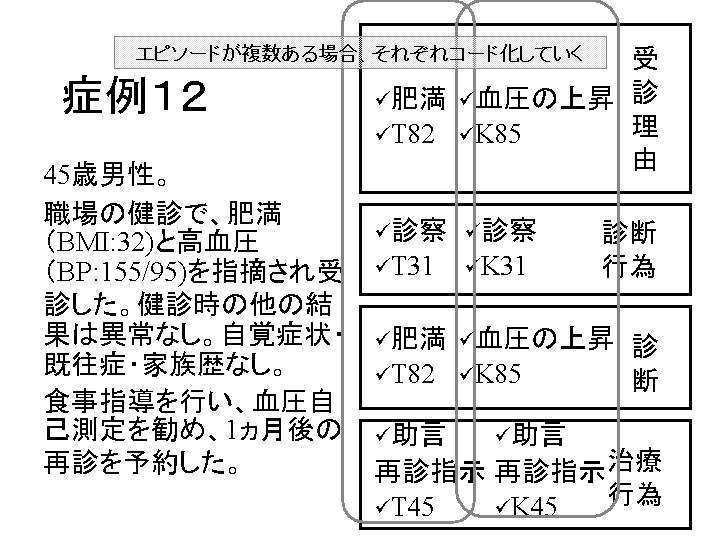 エピソードが複数ある場合、それぞれコード化していく
症例１２
45歳男性。
職場の健診で、肥満
（BMI:32)と高血圧
（BP:155/95)を指摘され受
診した。健診時の他の結
果は異常なし。自覚症状・
既往症・家族歴なし。
食事指導を行い、血圧自
己測定を勧め、1ヵ月後の
再診を予約した。
✓肥満 ✓血圧の上昇
✓T82 ✓K85
受診理由
✓診察 ✓診察
✓T31 ✓K31
診断
行為
✓肥満 ✓血圧の上昇
✓T82 ✓K85
診断
✓助言 ✓助言
再診指示 再診指示
✓T45 ✓K45
治療
行為